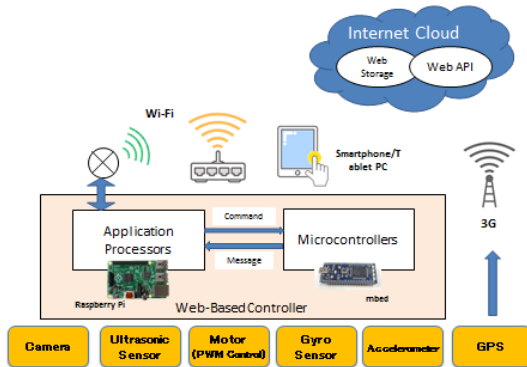 Internet Cloud
Web
Storage
Web API
Wi-Fi
Smartphone/T
ablet PC
3G
Application
Processors
Command
Message
Microcontrollers
Raspberry Pi
mbed
Web-Based Controller
Camera
Ultrasonic
Sensor
Motor
(PWM Control)
Gyro
Sensor
Accelerometer
GPS